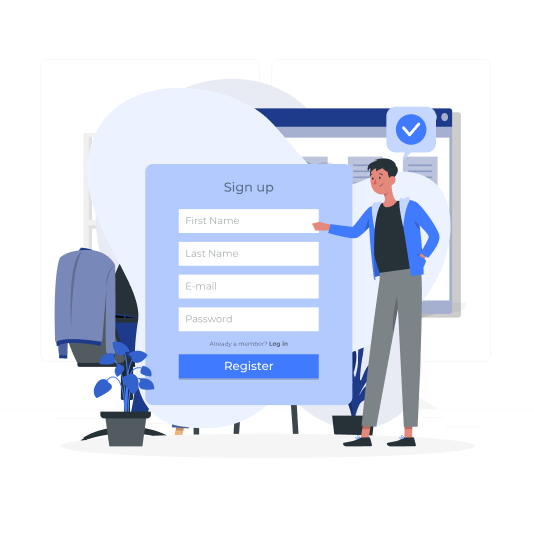 Sign up
First Name
Last Name
E-mail
Password
Already a member? Log in
Register